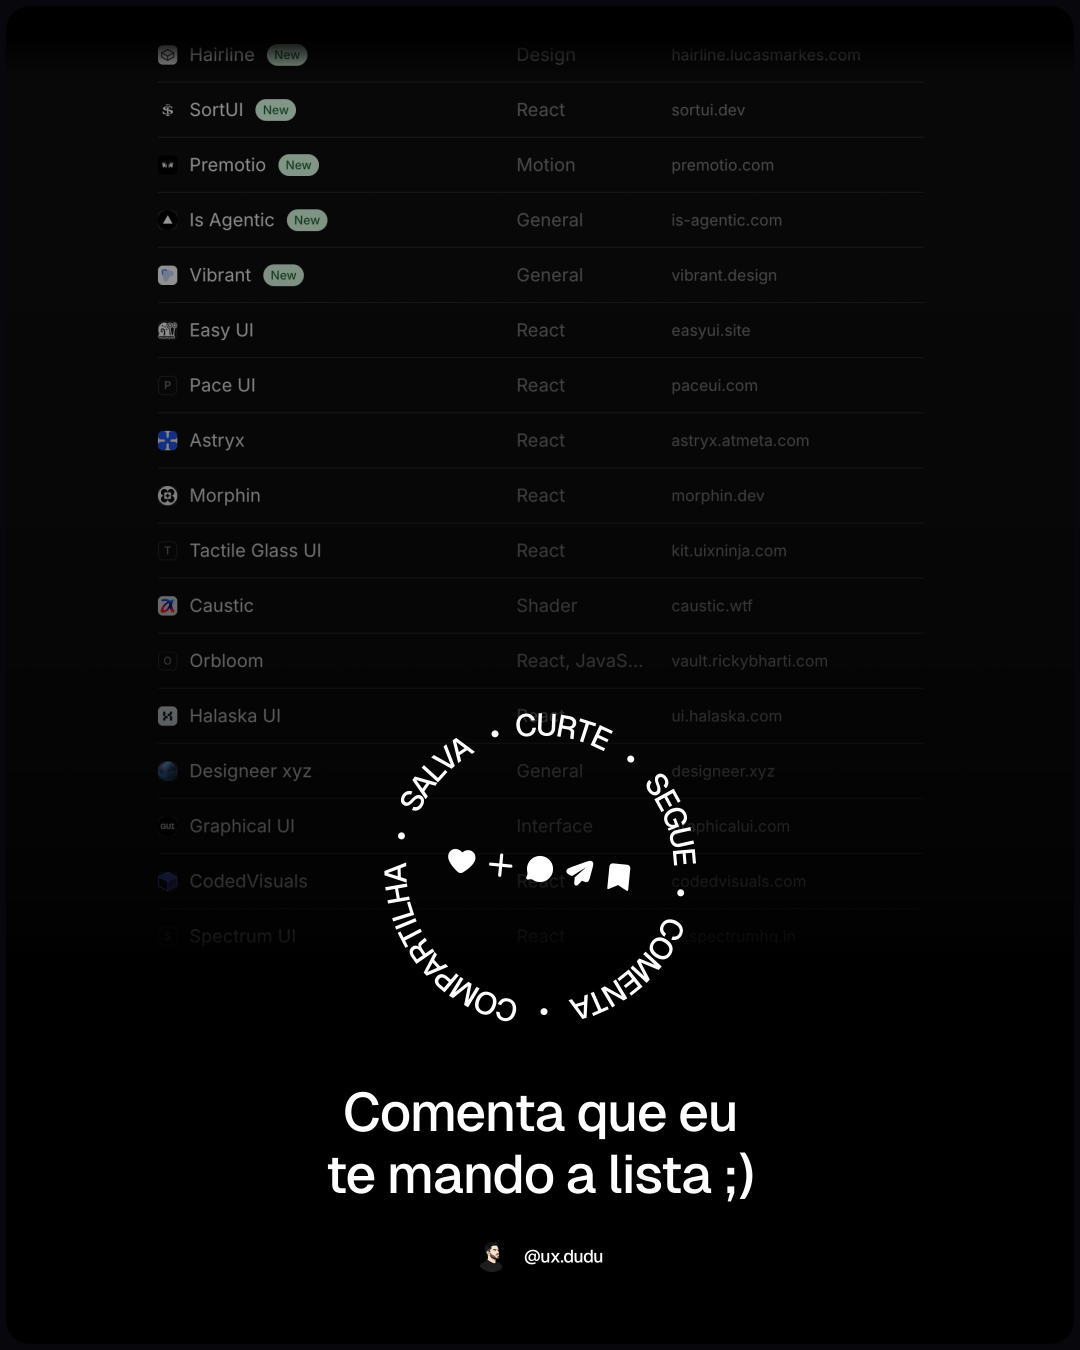 Hairline New Design hairline.lucasmarkes.com
SortUI New React sortui.dev
Premotio New Motion premotio.com
Is Agentic New General is-agentic.com
Vibrant New General vibrant.design
Easy UI React easyui.site
P Pace UI React paceui.com
Astryx React astryx.atmeta.com
Morphin React morphin.dev
T Tactile Glass UI React kit.uixninja.com
Caustic Shader caustic.wtf
O Orbloom React, JavaS... vault.rickybharti.com
Halaska UI React ui.halaska.com
Designeer xyz General designeer.xyz
GUI Graphical UI Interface
CodedVisuals React codedvisuals.com
S Spectrum UI React
CURTE • SEGUE • COMENTA • COMPARTILHA • SALVA •
Comenta que eu
te mando a lista ;)
@ux.dudu